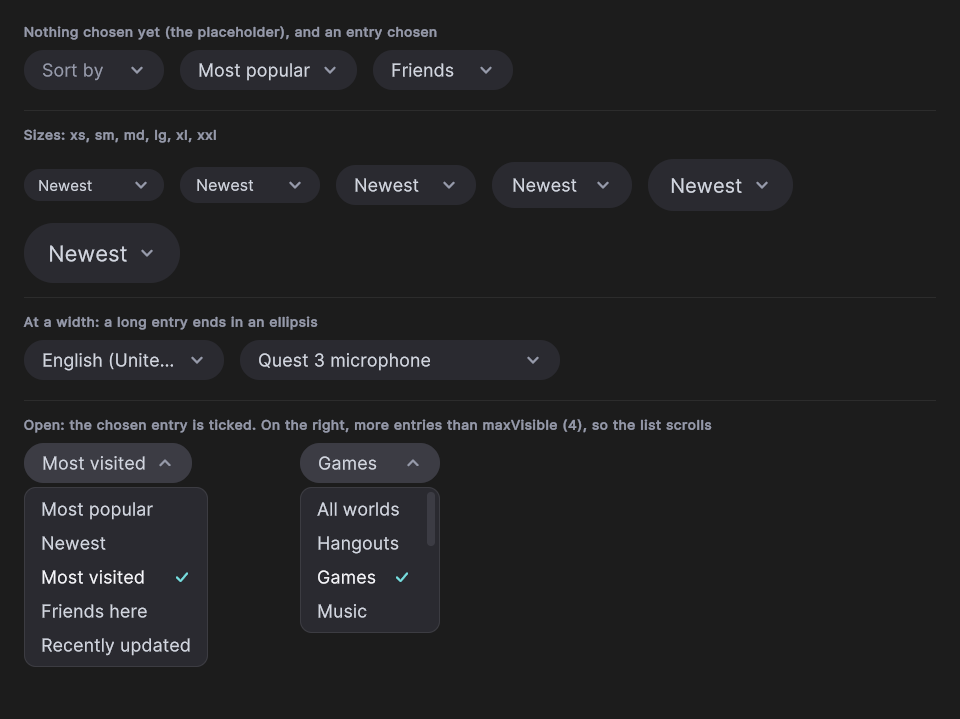 Nothing chosen yet (the placeholder), and an entry chosen
Sort by
Most popular
Friends
Sizes: xs, sm, md, lg, xl, xxl
Newest
Newest
Newest
Newest
Newest
Newest
At a width: a long entry ends in an ellipsis
English (Unite...
Quest 3 microphone
Open: the chosen entry is ticked. On the right, more entries than maxVisible (4), so the list scrolls
Most visited
Most popular
Newest
Most visited
Friends here
Recently updated
Games
All worlds
Hangouts
Games
Music